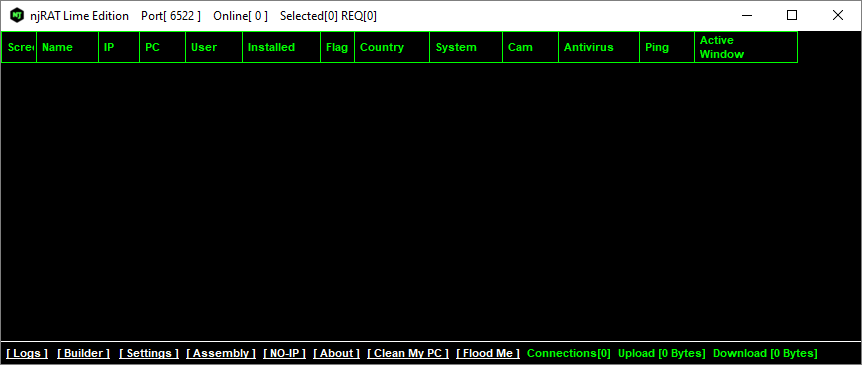 njRAT Lime Edition Port[ 6522 ] Online[ 0 ] Selected[0] REQ[0]
Scree Name IP PC User Installed Flag Country System Cam Antivirus Ping Active
Window
[ Logs ] [ Builder ] [ Settings ] [ Assembly ] [ NO-IP ] [ About ] [ Clean My PC ] [ Flood Me ] Connections[0] Upload [0 Bytes] Download [0 Bytes]